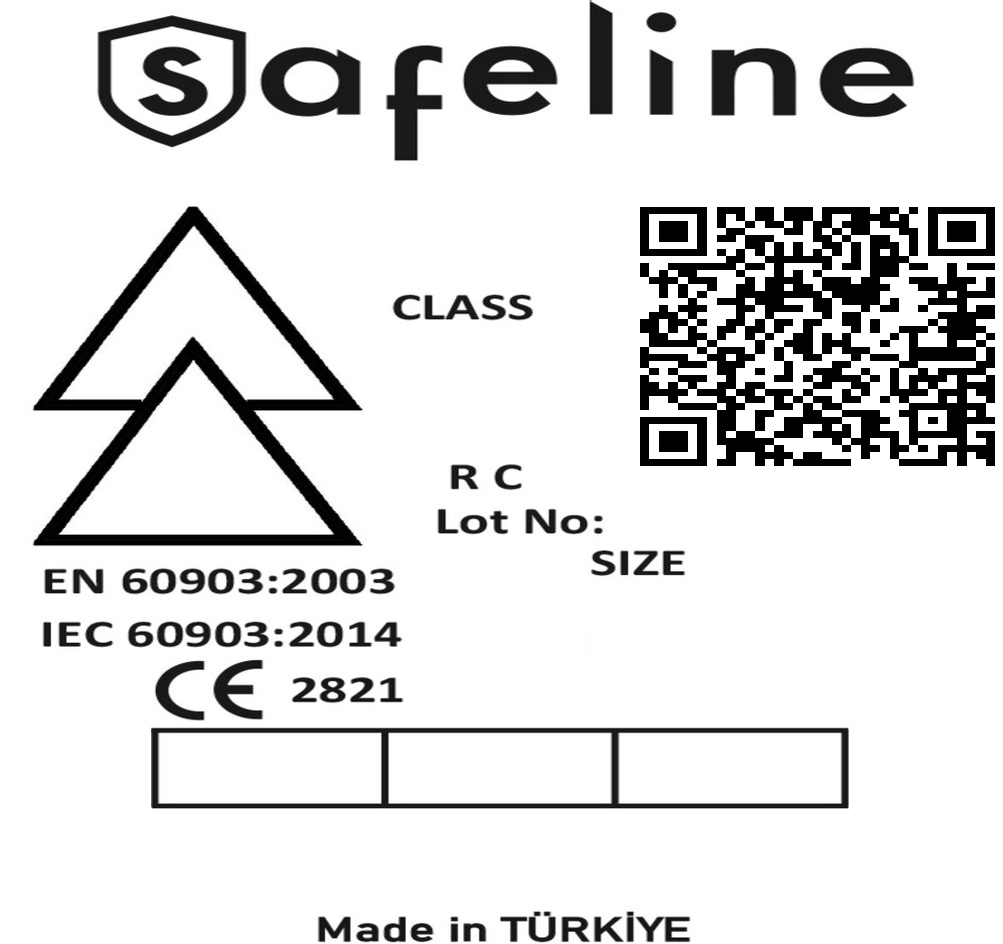 safeline
CLASS
R C
Lot No:
SIZE
EN 60903:2003
IEC 60903:2014
CE 2821
Made in TÜRKİYE